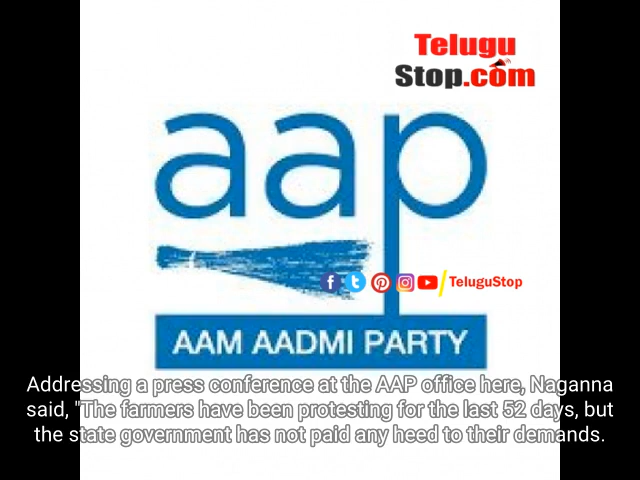 Telugu
Stop.com
aap
TeluguStop
AAM AADMI PARTY
Addressing a press conference at the AAP office here, Naganna
said, "The farmers have been protesting for the last 52 days, but
the state government has not paid any heed to their demands.